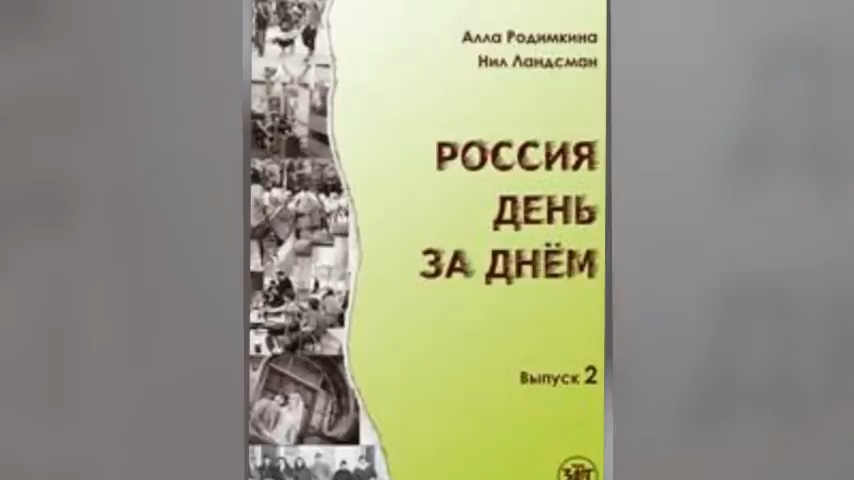 Алла Родимкина
Нил Ландсман
РОССИЯ
ДЕНЬ
ЗА ДНЁМ
Выпуск 2